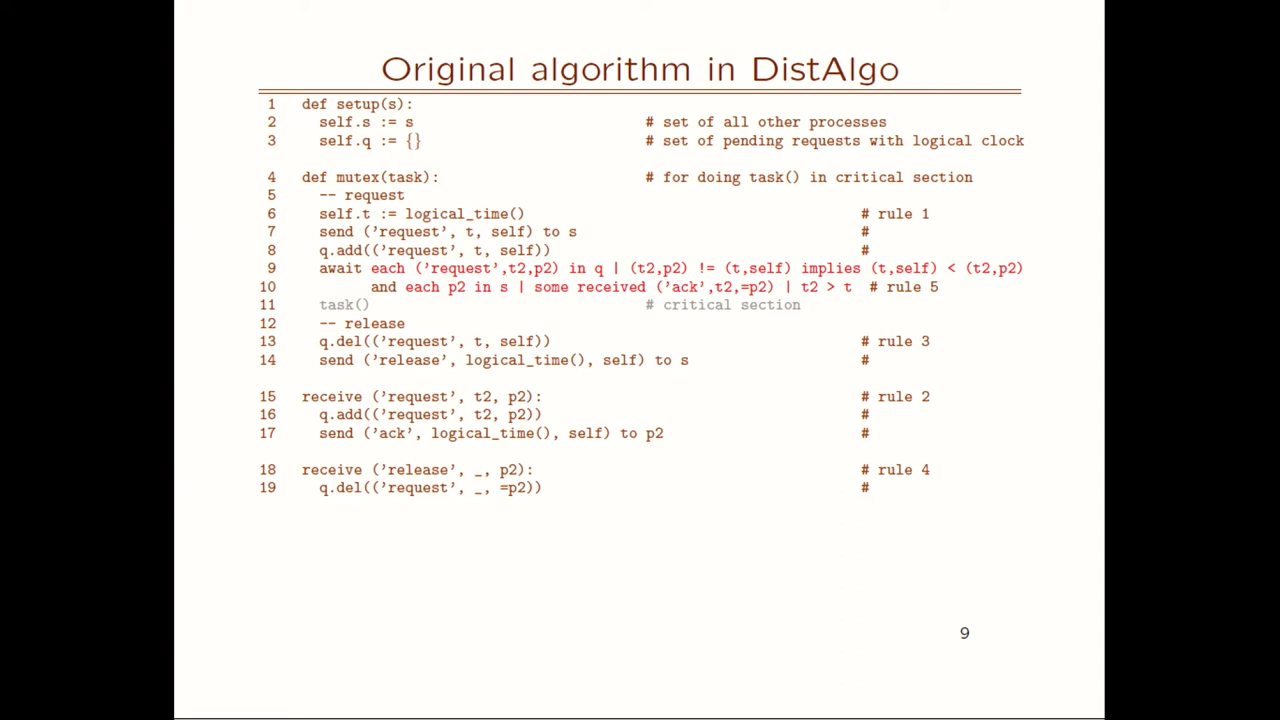 Original algorithm in DistAlgo
1 def setup(s):
2 self.s := s # set of all other processes
3 self.q := {} # set of pending requests with logical clock
4 def mutex(task): # for doing task() in critical section
5 -- request
6 self.t := logical_time() # rule 1
7 send ('request', t, self) to s #
8 q.add(('request', t, self)) #
9 await each ('request',t2,p2) in q | (t2,p2) != (t,self) implies (t,self) < (t2,p2)
10 and each p2 in s | some received ('ack',t2,=p2) | t2 > t # rule 5
11 task() # critical section
12 -- release
13 q.del(('request', t, self)) # rule 3
14 send ('release', logical_time(), self) to s #
15 receive ('request', t2, p2): # rule 2
16 q.add(('request', t2, p2)) #
17 send ('ack', logical_time(), self) to p2 #
18 receive ('release', _, p2): # rule 4
19 q.del(('request', _, =p2)) #
9